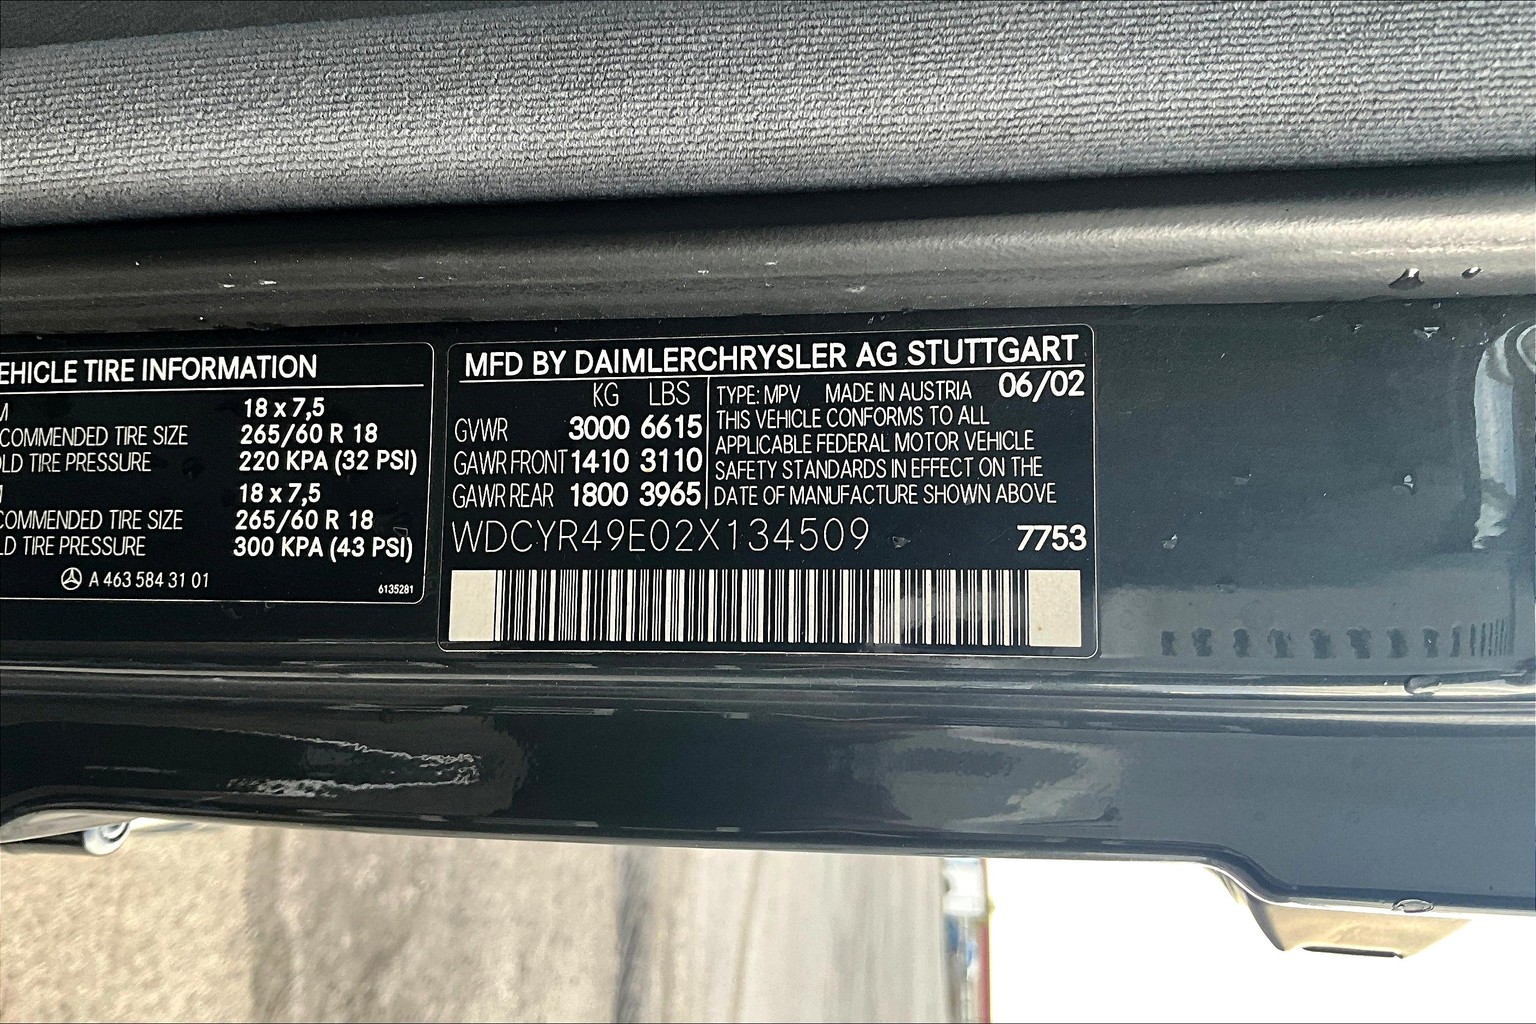 EHICLE TIRE INFORMATION
M
18 x 7,5
COMMENDED TIRE SIZE 265/60 R 18
OLD TIRE PRESSURE 220 KPA (32 PSI)
18 x 7,5
COMMENDED TIRE SIZE 265/60 R 18
LD TIRE PRESSURE 300 KPA (43 PSI)
A 463 584 31 01
6135281
MFD BY DAIMLERCHRYSLER AG STUTTGART
KG LBS
GVWR 3000 6615
GAWR FRONT 1410 3110
GAWR REAR 1800 3965
TYPE: MPV MADE IN AUSTRIA 06/02
THIS VEHICLE CONFORMS TO ALL
APPLICABLE FEDERAL MOTOR VEHICLE
SAFETY STANDARDS IN EFFECT ON THE
DATE OF MANUFACTURE SHOWN ABOVE
WDCYR49E02X134509 7753